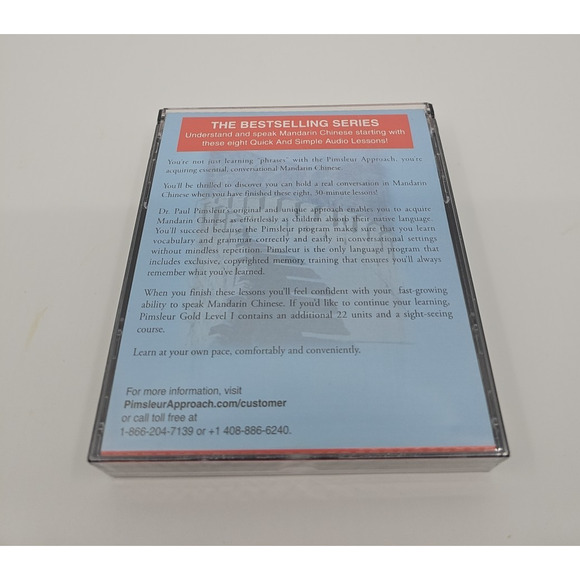 THE BESTSELLING SERIES
Understand and speak Mandarin Chinese starting with
these eight Quick And Simple Audio Lessons!
You're not just learning "phrases" with the Pimsleur Approach, you're
acquiring essential, conversational Mandarin Chinese.
You'll be thrilled to discover you can hold a real conversation in Mandarin
Chinese when you have finished these eight, 30-minute lessons!
Dr. Paul Pimsleur's original and unique approach enables you to acquire
Mandarin Chinese as effortlessly as children absorb their native language.
You'll succeed because the Pimsleur program makes sure that you learn
vocabulary and grammar correctly and easily in conversational settings
without mindless repetition. Pimsleur is the only language program that
includes exclusive, copyrighted memory training that ensures you'll always
remember what you've learned.
When you finish these lessons you'll feel confident with your fast-growing
ability to speak Mandarin Chinese. If you'd like to continue your learning,
Pimsleur Gold Level I contains an additional 22 units and a sight-seeing
course.
Learn at your own pace, comfortably and conveniently.
For more information, visit
PimsleurApproach.com/customer
or call toll free at
1-866-204-7139 or +1 408-886-6240.